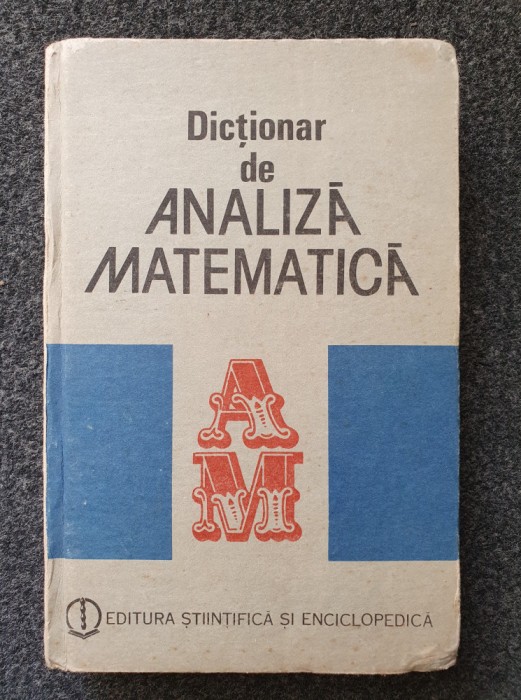 Dicționar
de
ANALIZĂ
MATEMATICĂ
A
M
EDITURA ȘTIINȚIFICĂ ȘI ENCICLOPEDICĂ